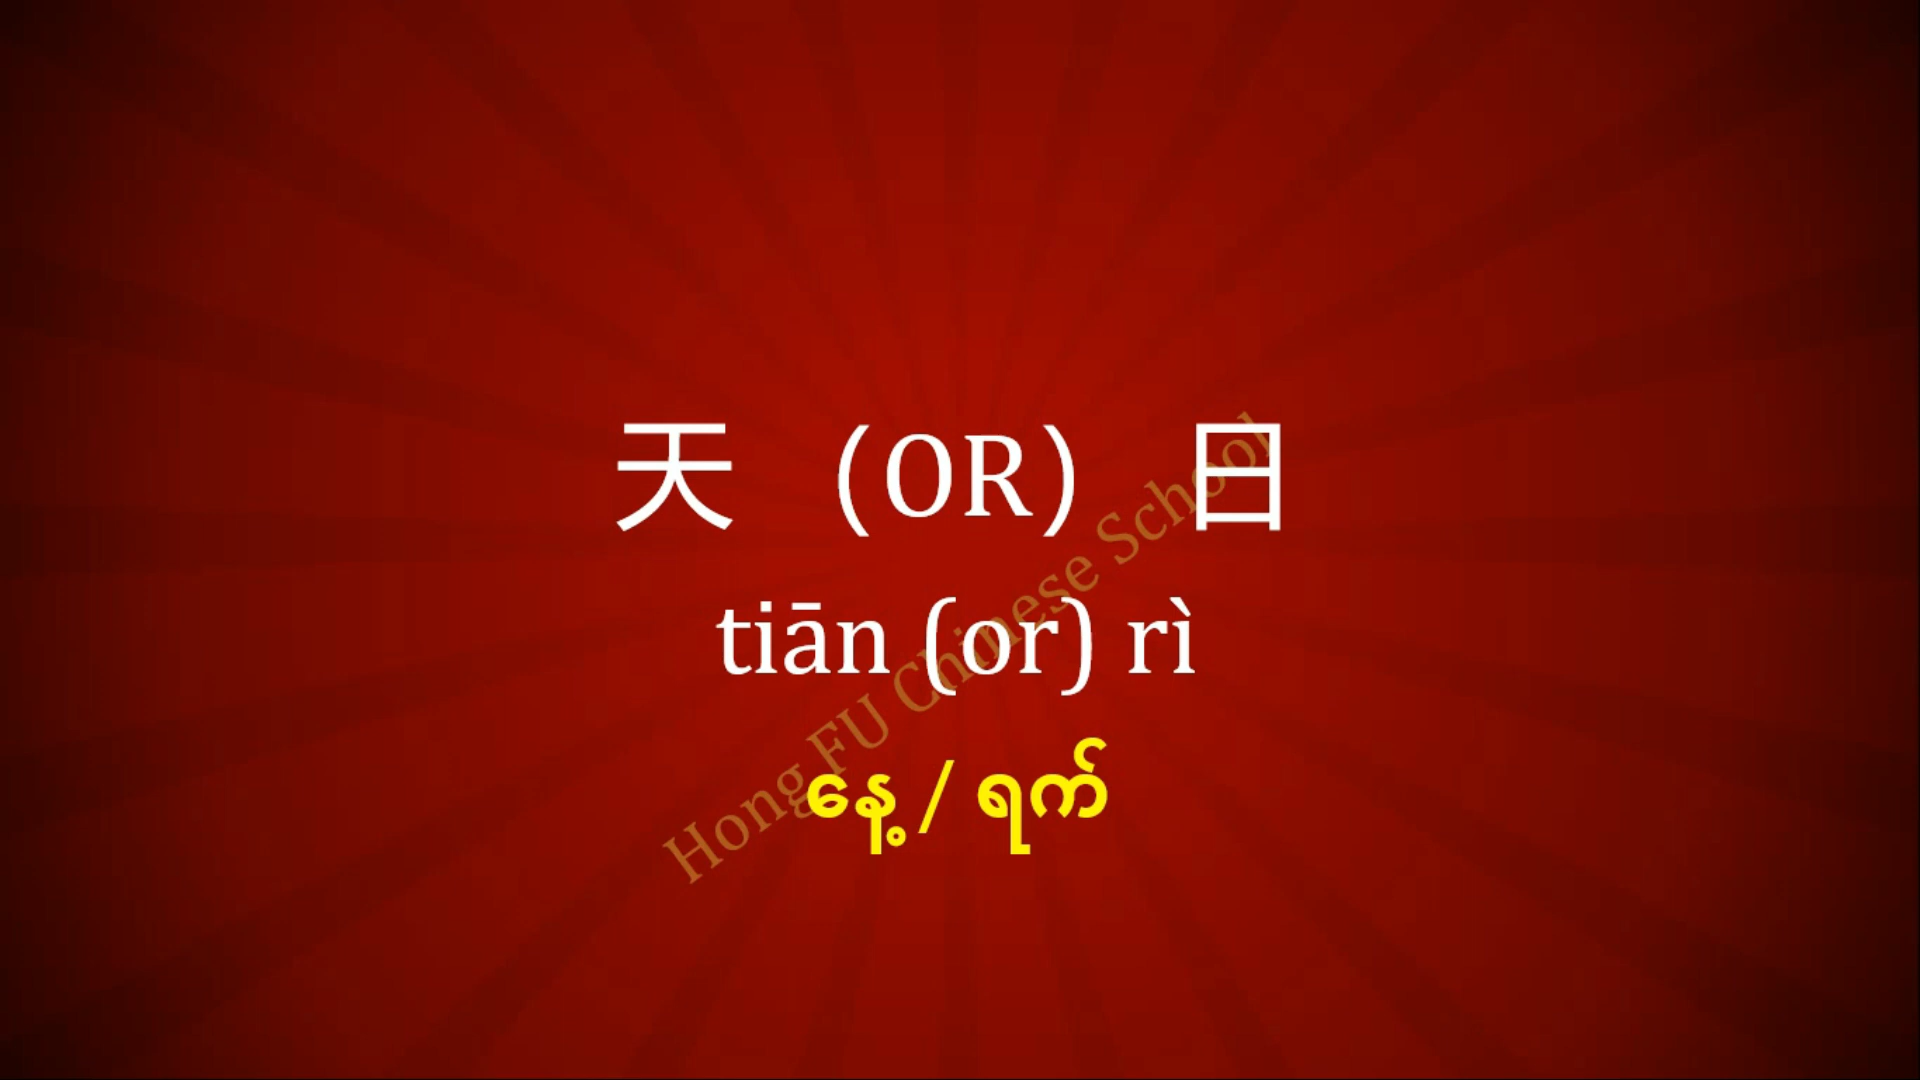 天 (OR) 日
tiān (or) rì
နေ့ / ရက်
Hong FU Chinese School